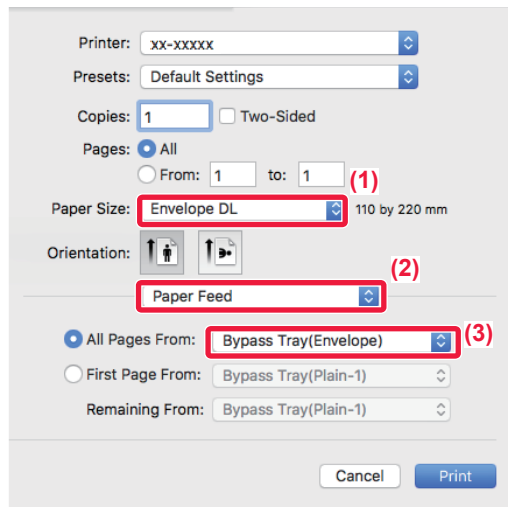 Printer: xx-xxxxx
Presets: Default Settings
Copies: 1 Two-Sided
Pages: All
From: 1 to: 1
(1)
Paper Size: Envelope DL 110 by 220 mm
Orientation:
(2)
Paper Feed
All Pages From: Bypass Tray(Envelope) (3)
First Page From: Bypass Tray(Plain-1)
Remaining From: Bypass Tray(Plain-1)
Cancel Print